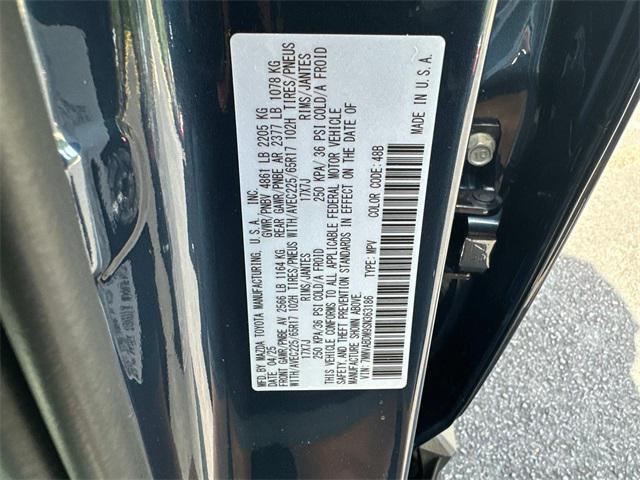 MFD. BY MAZDA TOYOTA MANUFACTURING, U.S.A., INC.
DATE: 04/25 GVWR/PNBV 4861 LB 2205 KG
FRONT GAWR/PNBE AV 2566 LB 1164 KG REAR GAWR/PNBE AR 2377 LB 1078 KG
WITH/AVEC225/65R17 102H TIRES/PNEUS WITH/AVEC225/65R17 102H TIRES/PNEUS
17X7J RIMS/JANTES 17X7J RIMS/JANTES
250 KPA/36 PSI COLD/A FROID 250 KPA/36 PSI COLD/A FROID
THIS VEHICLE CONFORMS TO ALL APPLICABLE FEDERAL MOTOR VEHICLE
SAFETY AND THEFT PREVENTION STANDARDS IN EFFECT ON THE DATE OF
MANUFACTURE SHOWN ABOVE.
VIN: TYPE: MPV COLOR CODE: 48B
MADE IN U.S.A.